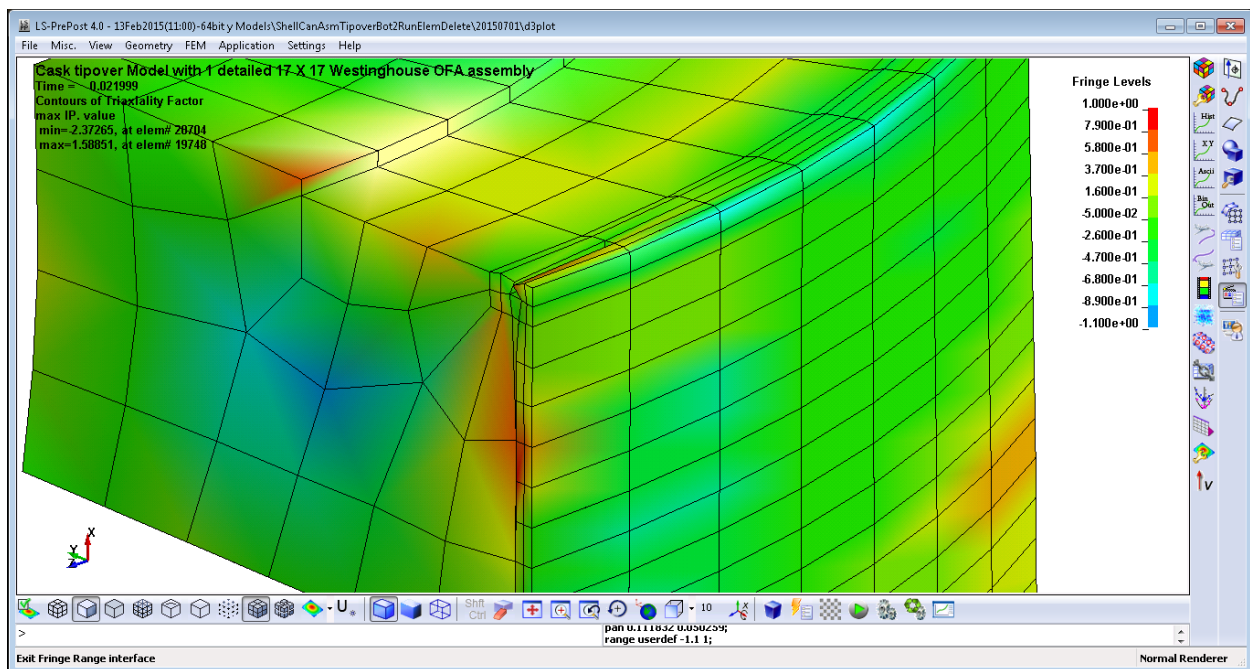 LS-PrePost 4.0 - 13Feb2015(11:00)-64bit y Models\ShellCanAsmTipoverBot2RunElemDelete\20150701\d3plot
File Misc. View Geometry FEM Application Settings Help
Cask tipover Model with 1 detailed 17 X 17 Westinghouse OFA assembly
Time = 0.021999
Contours of Triaxiality Factor
max IP. value
min=-2.37265, at elem# 20704
max=1.58851, at elem# 19748
Fringe Levels
1.000e+00
7.900e-01
5.800e-01
3.700e-01
1.600e-01
-5.000e-02
-2.600e-01
-4.700e-01
-6.800e-01
-8.900e-01
-1.100e+00
Hist
XY
Ascii
Bin
Out
V
X
Y
Z
U
Shft
Ctrl
10
>
pan 0.111832 0.050259;
range userdef -1.1 1;
Exit Fringe Range interface
Normal Renderer